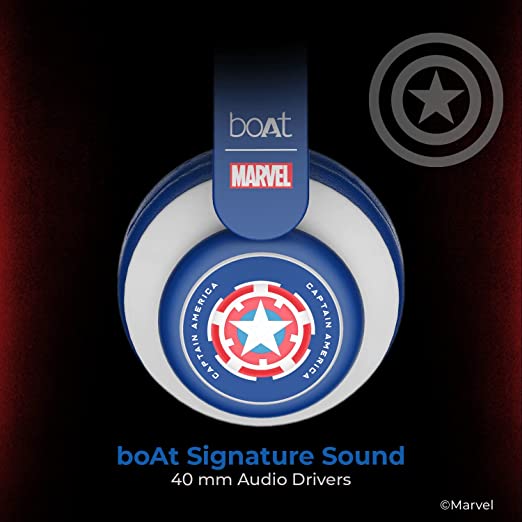 boAt
MARVEL
CAPTAIN AMERICA
CAPTAIN AMERICA
boAt Signature Sound
40 mm Audio Drivers
©Marvel